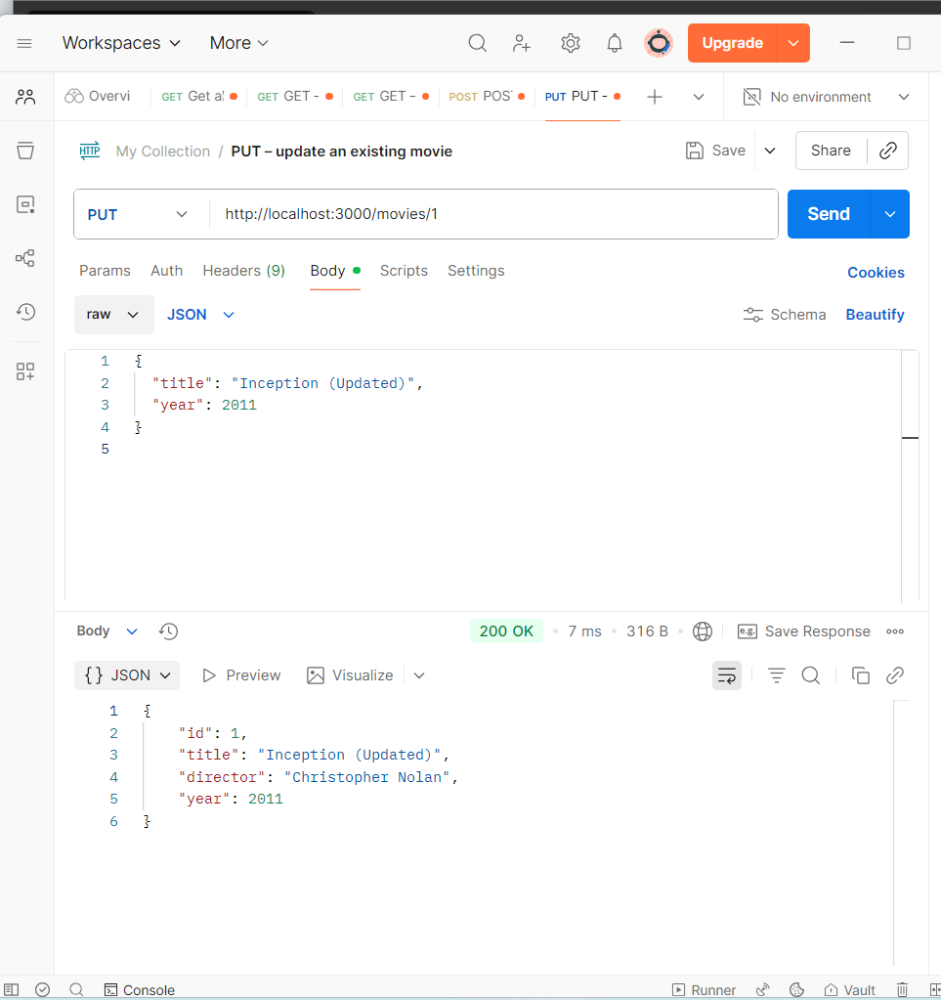 Workspaces More Upgrade
Overvi GET Get al GET GET - GET GET - POST POST PUT PUT - No environment
HTTP My Collection / PUT – update an existing movie Save Share
PUT http://localhost:3000/movies/1 Send
Params Auth Headers (9) Body Scripts Settings Cookies
raw JSON Schema Beautify
1 {
2 "title": "Inception (Updated)",
3 "year": 2011
4 }
5
Body 200 OK 7 ms 316 B e.g. Save Response
{} JSON Preview Visualize
1 {
2 "id": 1,
3 "title": "Inception (Updated)",
4 "director": "Christopher Nolan",
5 "year": 2011
6 }
Console Runner Vault